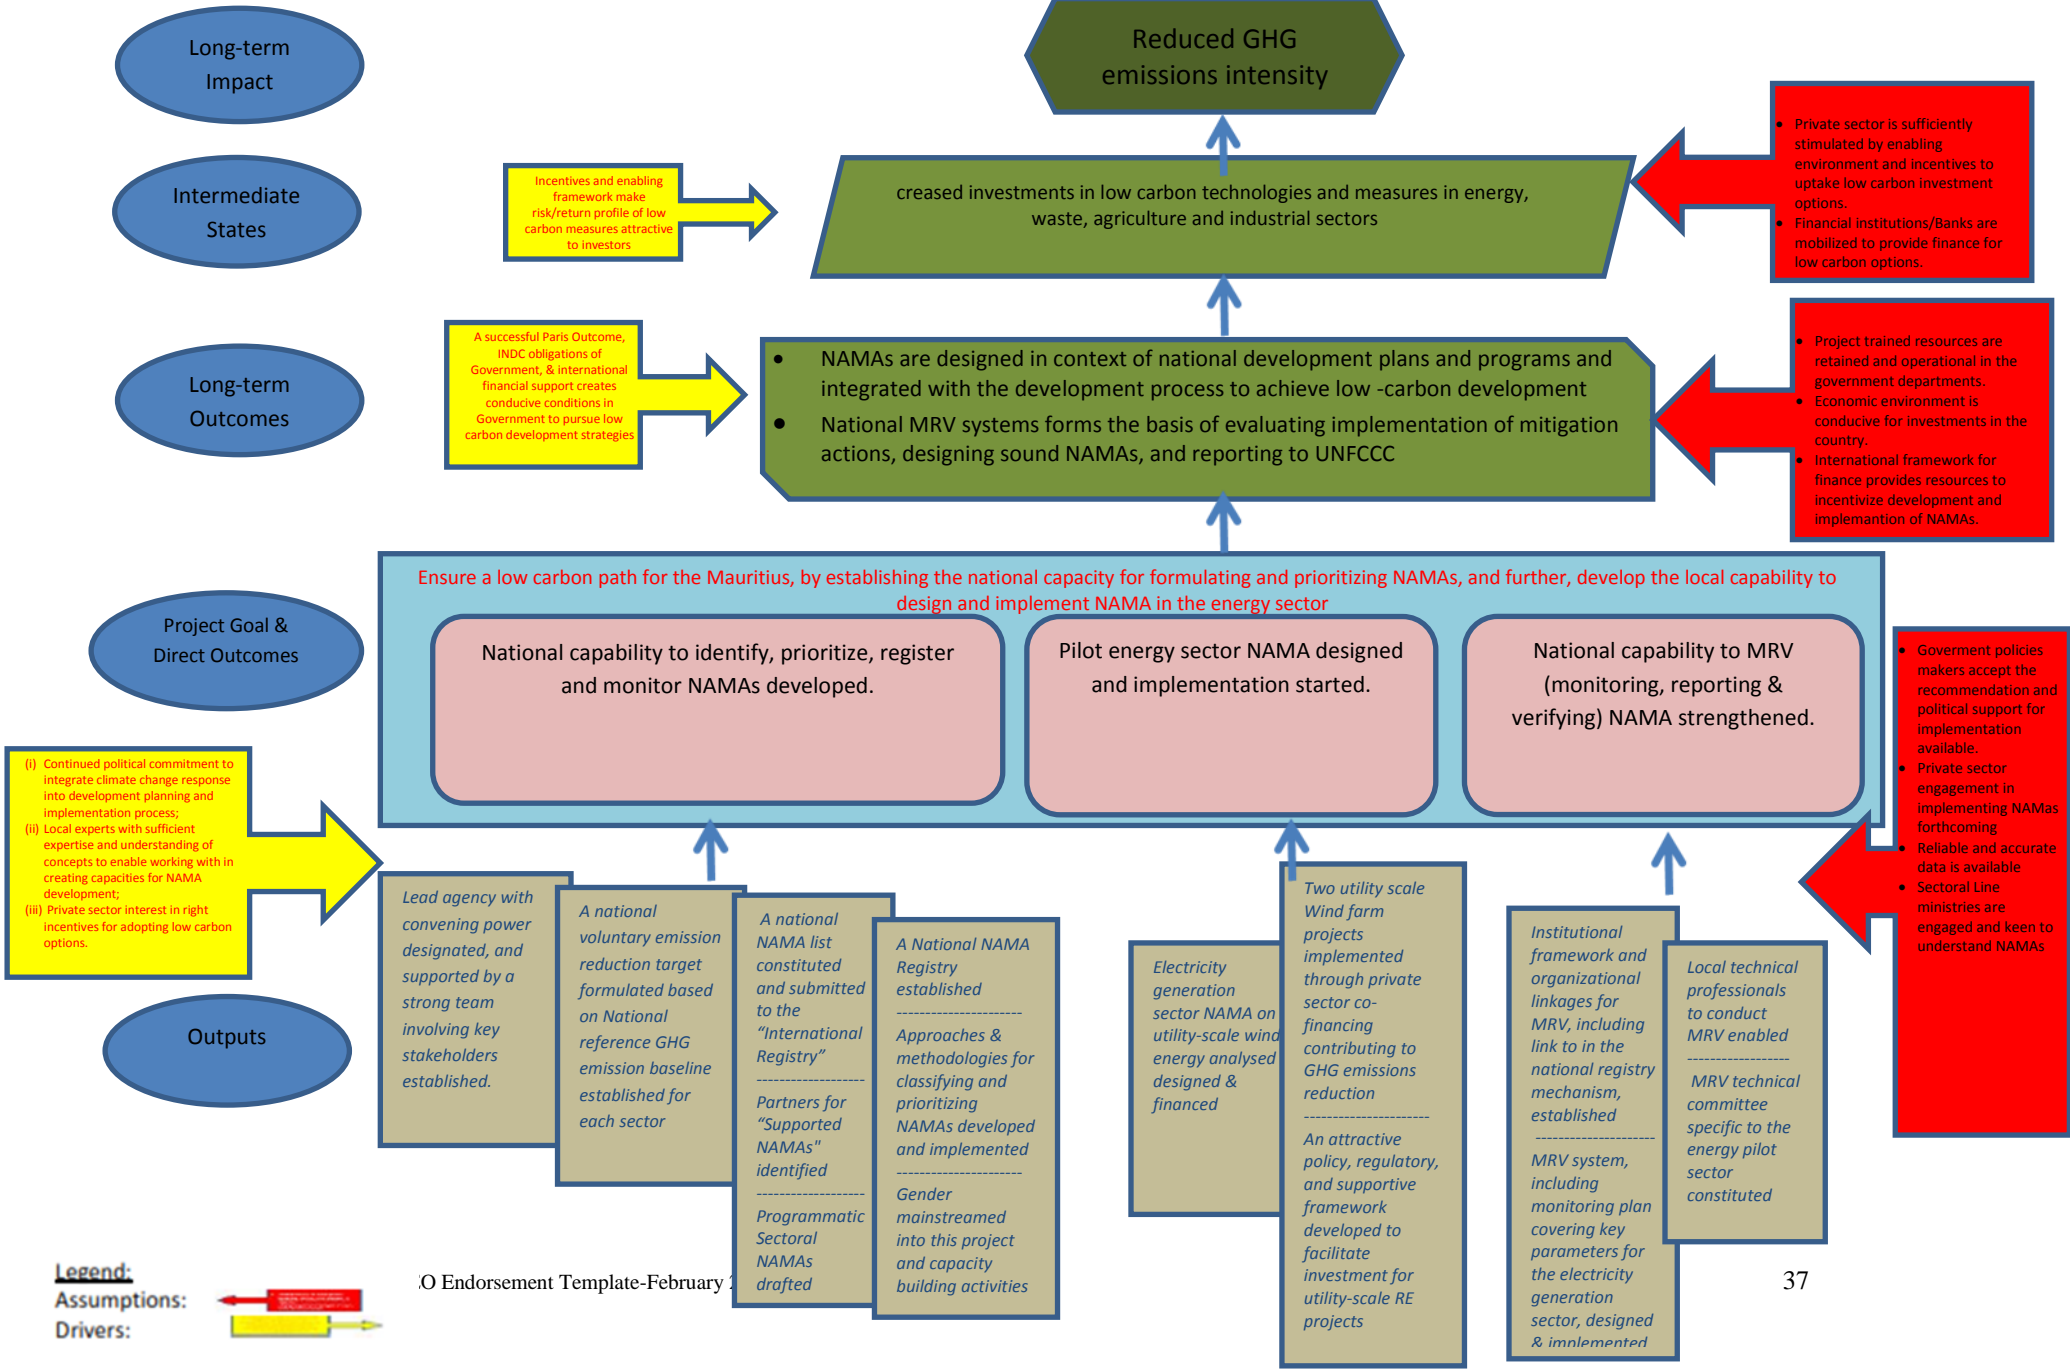 Long-term
Impact
Reduced GHG
emissions intensity
Intermediate
States
Incentives and enabling
framework make
risk/return profile of low
carbon measures attractive
to investors
creased investments in low carbon technologies and measures in energy,
waste, agriculture and industrial sectors
• Private sector is sufficiently
stimulated by enabling
environment and incentives to
uptake low carbon investment
options.
• Financial institutions/Banks are
mobilized to provide finance for
low carbon options.
Long-term
Outcomes
A successful Paris Outcome,
INDC obligations of
Government, & international
financial support creates
conducive conditions in
Government to pursue low
carbon development strategies
• NAMAs are designed in context of national development plans and programs and
integrated with the development process to achieve low -carbon development
• National MRV systems forms the basis of evaluating implementation of mitigation
actions, designing sound NAMAs, and reporting to UNFCCC
• Project trained resources are
retained and operational in the
government departments.
• Economic environment is
conducive for investments in the
country.
• International framework for
finance provides resources to
incentivize development and
implemantion of NAMAs.
Project Goal &
Direct Outcomes
Ensure a low carbon path for the Mauritius, by establishing the national capacity for formulating and prioritizing NAMAs, and further, develop the local capability to
design and implement NAMA in the energy sector
National capability to identify, prioritize, register
and monitor NAMAs developed.
Pilot energy sector NAMA designed
and implementation started.
National capability to MRV
(monitoring, reporting &
verifying) NAMA strengthened.
• Goverment policies
makers accept the
recommendation and
political support for
implementation
available.
• Private sector
engagement in
implementing NAMas
forthcoming
• Reliable and accurate
data is available
• Sectoral Line
ministries are
engaged and keen to
understand NAMAs
(i) Continued political commitment to
integrate climate change response
into development planning and
implementation process;
(ii) Local experts with sufficient
expertise and understanding of
concepts to enable working with in
creating capacities for NAMA
development;
(iii) Private sector interest in right
incentives for adopting low carbon
options.
Outputs
Lead agency with
convening power
designated, and
supported by a
strong team
involving key
stakeholders
established.
A national
voluntary emission
reduction target
formulated based
on National
reference GHG
emission baseline
established for
each sector
A national
NAMA list
constituted
and submitted
to the
“International
Registry”
-------------------
Partners for
“Supported
NAMAs"
identified
-------------------
Programmatic
Sectoral
NAMAs
drafted
A National NAMA
Registry
established
----------------------
Approaches &
methodologies for
classifying and
prioritizing
NAMAs developed
and implemented
----------------------
Gender
mainstreamed
into this project
and capacity
building activities
Electricity
generation
sector NAMA on
utility-scale wind
energy analysed
designed &
financed
Two utility scale
Wind farm
projects
implemented
through private
sector co-
financing
contributing to
GHG emissions
reduction
----------------------
An attractive
policy, regulatory,
and supportive
framework
developed to
facilitate
investment for
utility-scale RE
projects
Institutional
framework and
organizational
linkages for
MRV, including
link to in the
national registry
mechanism,
established
---------------------
MRV system,
including
monitoring plan
covering key
parameters for
the electricity
generation
sector, designed
& implemented
Local technical
professionals
to conduct
MRV enabled
------------------
MRV technical
committee
specific to the
energy pilot
sector
constituted
Legend:
Assumptions:
Drivers:
O Endorsement Template-February
37